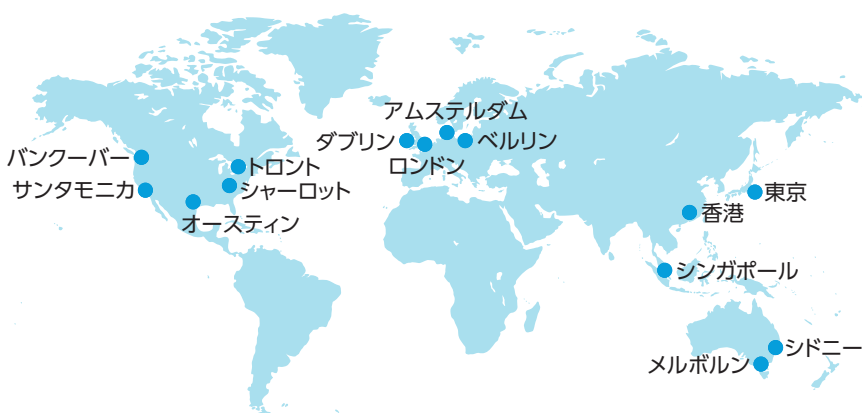 アムステルダム
ダブリン
ベルリン
ロンドン
バンクーバー
トロント
サンタモニカ
シャーロット
オースティン
東京
香港
シンガポール
シドニー
メルボルン